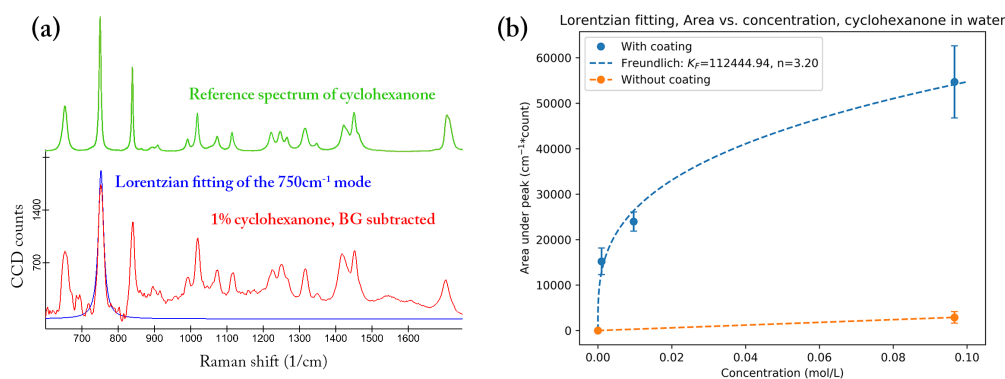 (a)
Reference spectrum of cyclohexanone
Lorentzian fitting of the 750cm⁻¹ mode
1% cyclohexanone, BG subtracted
CCD counts
1400
700
700 800 900 1000 1100 1200 1300 1400 1500 1600
Raman shift (1/cm)
(b)
Lorentzian fitting, Area vs. concentration, cyclohexanone in water
With coating
Freundlich: K_F=112444.94, n=3.20
Without coating
Area under peak (cm⁻¹*count)
60000
50000
40000
30000
20000
10000
0
0.00 0.02 0.04 0.06 0.08 0.10
Concentration (mol/L)